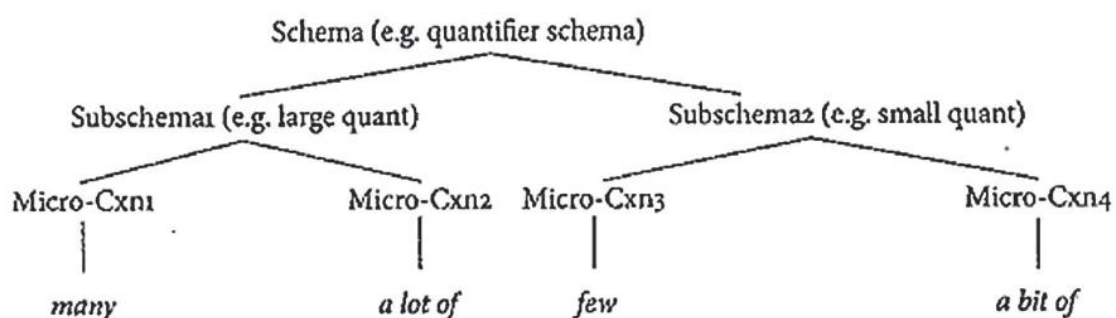 Schema (e.g. quantifier schema)
Subschema1 (e.g. large quant) Subschema2 (e.g. small quant)
Micro-Cxn1 Micro-Cxn2 Micro-Cxn3 Micro-Cxn4
many a lot of few a bit of